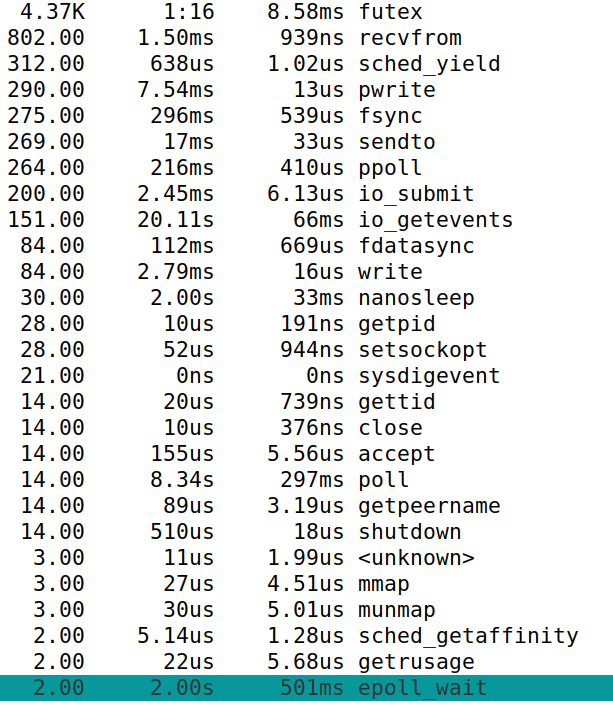 4.37K 1:16 8.58ms futex
802.00 1.50ms 939ns recvfrom
312.00 638us 1.02us sched_yield
290.00 7.54ms 13us pwrite
275.00 296ms 539us fsync
269.00 17ms 33us sendto
264.00 216ms 410us ppoll
200.00 2.45ms 6.13us io_submit
151.00 20.11s 66ms io_getevents
84.00 112ms 669us fdatasync
84.00 2.79ms 16us write
30.00 2.00s 33ms nanosleep
28.00 10us 191ns getpid
28.00 52us 944ns setsockopt
21.00 0ns 0ns sysdigevent
14.00 20us 739ns gettid
14.00 10us 376ns close
14.00 155us 5.56us accept
14.00 8.34s 297ms poll
14.00 89us 3.19us getpeername
14.00 510us 18us shutdown
3.00 11us 1.99us <unknown>
3.00 27us 4.51us mmap
3.00 30us 5.01us munmap
2.00 5.14us 1.28us sched_getaffinity
2.00 22us 5.68us getrusage
2.00 2.00s 501ms epoll_wait